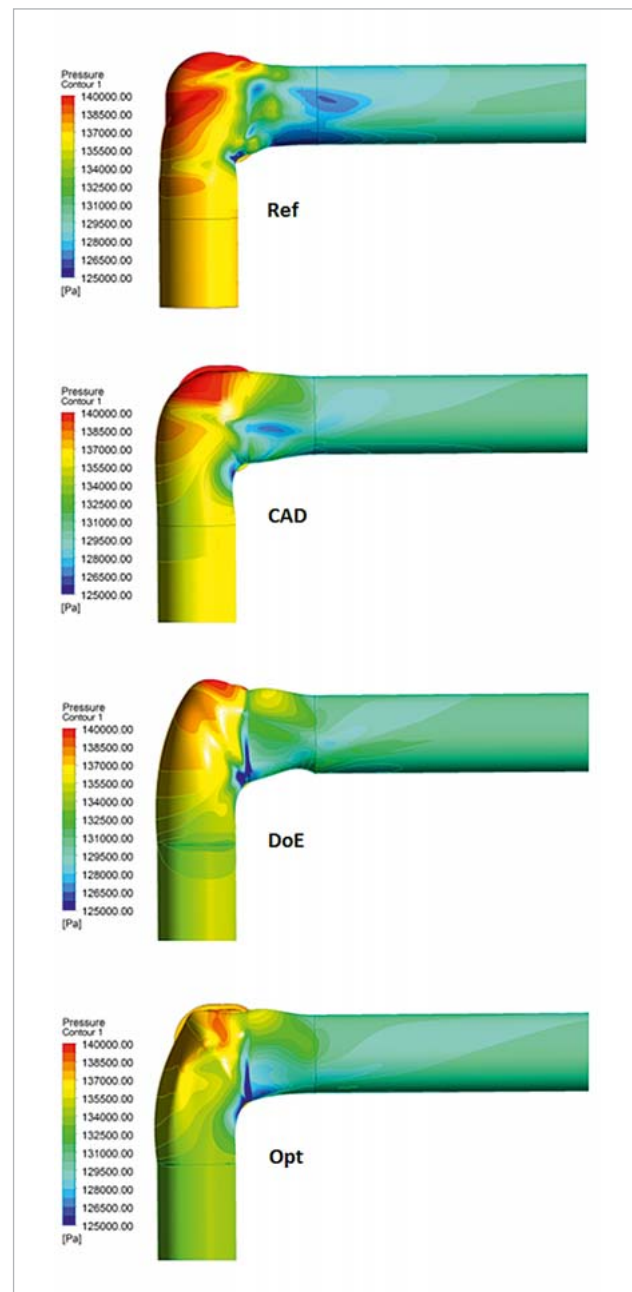 Pressure
Contour 1
140000.00
138500.00
137000.00
135500.00
134000.00
132500.00
131000.00
129500.00
128000.00
126500.00
125000.00
[Pa]
Ref
Pressure
Contour 1
140000.00
138500.00
137000.00
135500.00
134000.00
132500.00
131000.00
129500.00
128000.00
126500.00
125000.00
[Pa]
CAD
Pressure
Contour 1
140000.00
138500.00
137000.00
135500.00
134000.00
132500.00
131000.00
129500.00
128000.00
126500.00
125000.00
[Pa]
DoE
Pressure
Contour 1
140000.00
138500.00
137000.00
135500.00
134000.00
132500.00
131000.00
129500.00
128000.00
126500.00
125000.00
[Pa]
Opt